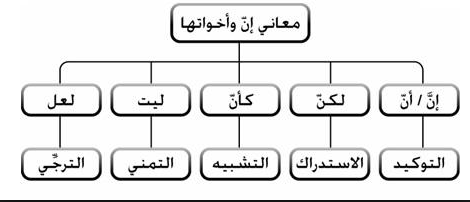 معاني إنّ وأخواتها
إنَّ / أنّ
لكنّ
كأنّ
ليت
لعل
التوكيد
الاستدراك
التشبيه
التمني
الترجِّي